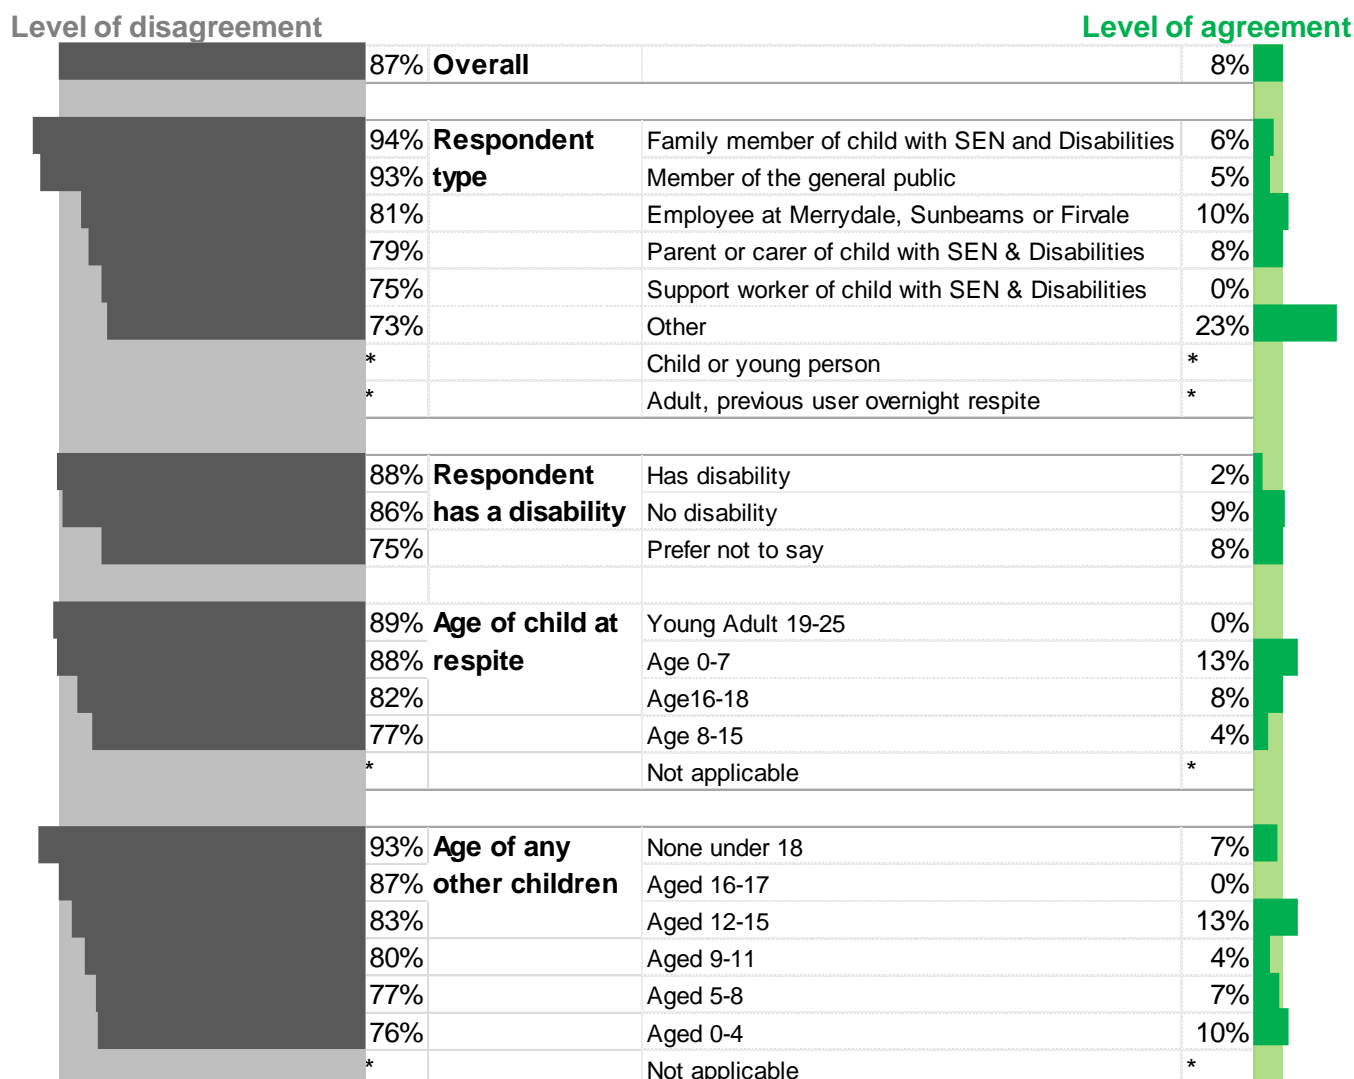 Level of disagreement Level of agreement
87% Overall 8%
94% Respondent Family member of child with SEN and Disabilities 6%
93% type Member of the general public 5%
81% Employee at Merrydale, Sunbeams or Firvale 10%
79% Parent or carer of child with SEN & Disabilities 8%
75% Support worker of child with SEN & Disabilities 0%
73% Other 23%
* Child or young person *
* Adult, previous user overnight respite *
88% Respondent Has disability 2%
86% has a disability No disability 9%
75% Prefer not to say 8%
89% Age of child at Young Adult 19-25 0%
88% respite Age 0-7 13%
82% Age16-18 8%
77% Age 8-15 4%
* Not applicable *
93% Age of any None under 18 7%
87% other children Aged 16-17 0%
83% Aged 12-15 13%
80% Aged 9-11 4%
77% Aged 5-8 7%
76% Aged 0-4 10%
* Not applicable *